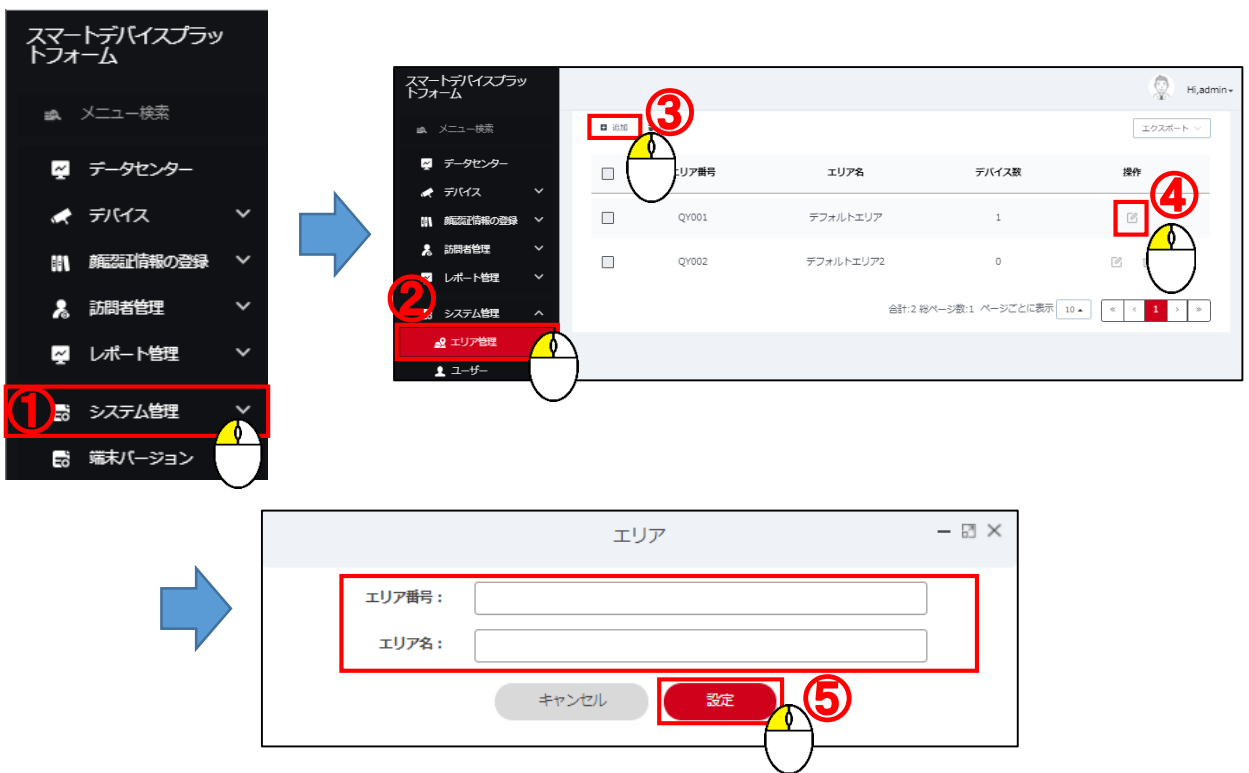 スマートデバイスプラッ
トフォーム
メニュー検索
データセンター
デバイス
顔認証情報の登録
訪問者管理
レポート管理
① システム管理
端末バージョン
スマートデバイスプラッ
トフォーム
メニュー検索
データセンター
デバイス
顔認証情報の登録
訪問者管理
レポート管理
②
システム管理
エリア管理
ユーザー
Hi,admin
追加 ③
エクスポート
エリア番号 エリア名 デバイス数 操作
④
QY001 デフォルトエリア 1
QY002 デフォルトエリア2 0
合計:2 総ページ数:1 ページごとに表示 10 « ‹ 1 › »
エリア
エリア番号：
エリア名：
キャンセル 設定 ⑤